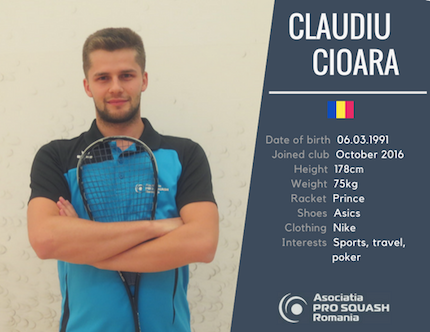 CLAUDIU
CIOARA
Date of birth 06.03.1991
Joined club October 2016
Height 178cm
Weight 75kg
Racket Prince
Shoes Asics
Clothing Nike
Interests Sports, travel,
poker
Asociatia
PRO SQUASH
Romania